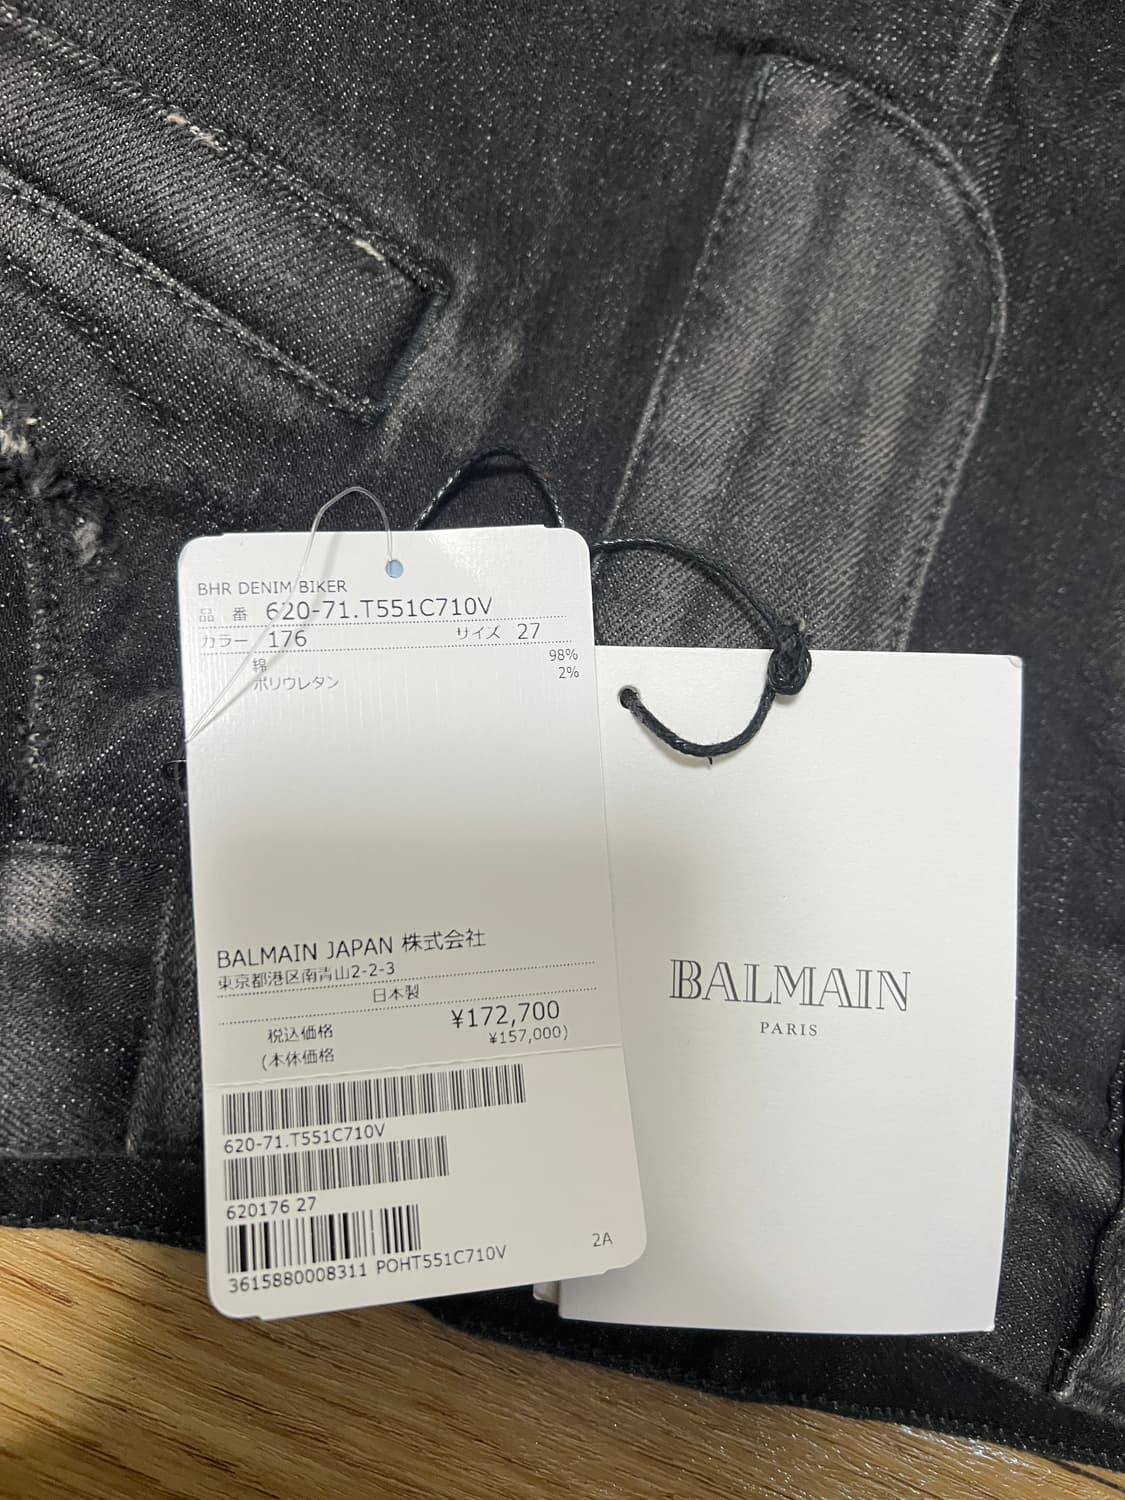 BHR DENIM BIKER
品 番 620-71.T551C710V
カラー 176 サイズ 27
綿 98%
ポリウレタン 2%
BALMAIN JAPAN 株式会社
東京都港区南青山2-2-3
日本製
税込価格 ¥172,700
(本体価格 ¥157,000)
620-71.T551C710V
620176 27
3615880008311 POHT551C710V
2A
BALMAIN
PARIS